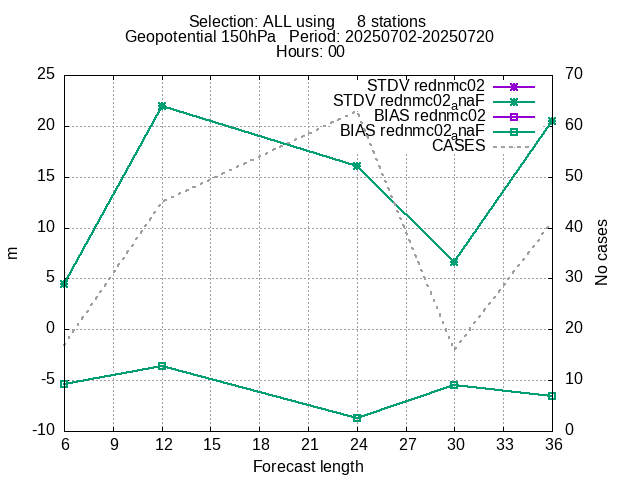 Selection: ALL using     8 stations
Geopotential 150hPa   Period: 20250702-20250720
Hours: 00
STDV rednmc02
STDV rednmc02anaF
BIAS rednmc02
BIAS rednmc02anaF
CASES
25
20
15
10
5
0
-5
-10
m
70
60
50
40
30
20
10
0
No cases
6 9 12 15 18 21 24 27 30 33 36
Forecast length